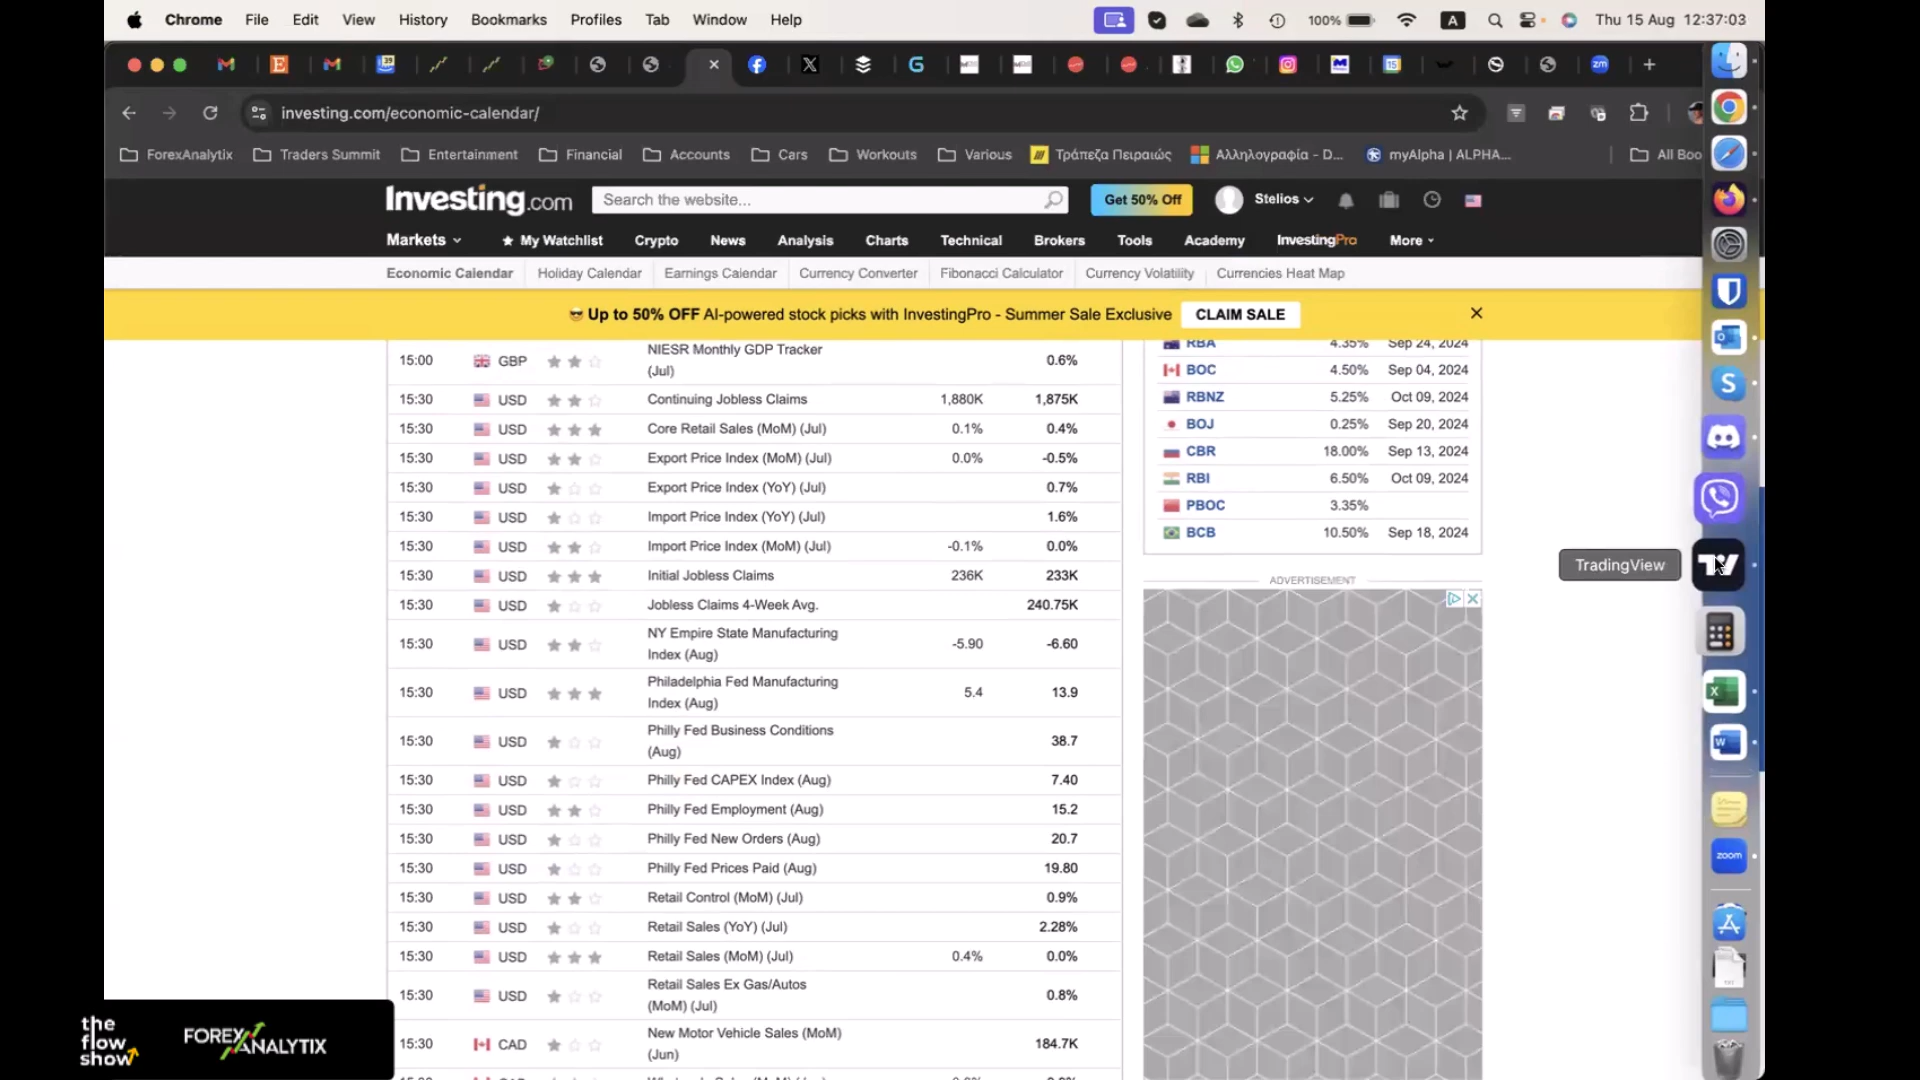 Chrome File Edit View History Bookmarks Profiles Tab Window Help 100% A Thu 15 Aug 12:37:03
investing.com/economic-calendar/
ForexAnalytix Traders Summit Entertainment Financial Accounts Cars Workouts Various Τράπεζα Πειραιώς Αλληλογραφία - D... myAlpha | ALPHA... All Boo
Investing.com Search the website... Get 50% Off Stelios
Markets My Watchlist Crypto News Analysis Charts Technical Brokers Tools Academy InvestingPro More
Economic Calendar Holiday Calendar Earnings Calendar Currency Converter Fibonacci Calculator Currency Volatility Currencies Heat Map
Up to 50% OFF AI-powered stock picks with InvestingPro - Summer Sale Exclusive CLAIM SALE
15:00 GBP NIESR Monthly GDP Tracker
(Jul) 0.6%
15:30 USD Continuing Jobless Claims 1,880K 1,875K
15:30 USD Core Retail Sales (MoM) (Jul) 0.1% 0.4%
15:30 USD Export Price Index (MoM) (Jul) 0.0% -0.5%
15:30 USD Export Price Index (YoY) (Jul) 0.7%
15:30 USD Import Price Index (YoY) (Jul) 1.6%
15:30 USD Import Price Index (MoM) (Jul) -0.1% 0.0%
15:30 USD Initial Jobless Claims 236K 233K
15:30 USD Jobless Claims 4-Week Avg. 240.75K
15:30 USD NY Empire State Manufacturing
Index (Aug) -5.90 -6.60
15:30 USD Philadelphia Fed Manufacturing
Index (Aug) 5.4 13.9
15:30 USD Philly Fed Business Conditions
(Aug) 38.7
15:30 USD Philly Fed CAPEX Index (Aug) 7.40
15:30 USD Philly Fed Employment (Aug) 15.2
15:30 USD Philly Fed New Orders (Aug) 20.7
15:30 USD Philly Fed Prices Paid (Aug) 19.80
15:30 USD Retail Control (MoM) (Jul) 0.9%
15:30 USD Retail Sales (YoY) (Jul) 2.28%
15:30 USD Retail Sales (MoM) (Jul) 0.4% 0.0%
15:30 USD Retail Sales Ex Gas/Autos
(MoM) (Jul) 0.8%
15:30 CAD New Motor Vehicle Sales (MoM)
(Jun) 184.7K
RBA 4.35% Sep 24, 2024
BOC 4.50% Sep 04, 2024
RBNZ 5.25% Oct 09, 2024
BOJ 0.25% Sep 20, 2024
CBR 18.00% Sep 13, 2024
RBI 6.50% Oct 09, 2024
PBOC 3.35%
BCB 10.50% Sep 18, 2024
ADVERTISEMENT
TradingView
zoom
the
flow
show
FOREX
ANALYTIX